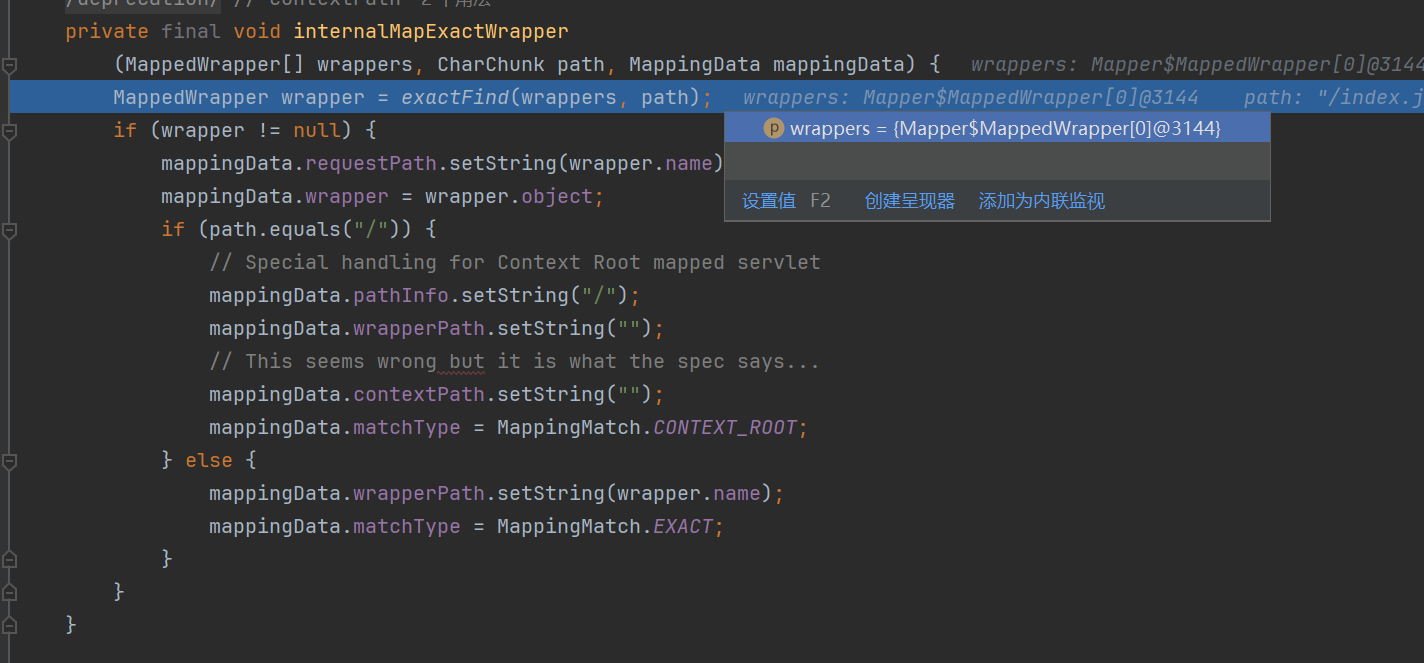 /deprecation/ // contextPath 2个用法
private final void internalMapExactWrapper
(MappedWrapper[] wrappers, CharChunk path, MappingData mappingData) { wrappers: Mapper$MappedWrapper[0]@3144
MappedWrapper wrapper = exactFind(wrappers, path); wrappers: Mapper$MappedWrapper[0]@3144 path: "/index.j
p wrappers = {Mapper$MappedWrapper[0]@3144}
if (wrapper != null) {
mappingData.requestPath.setString(wrapper.name)
mappingData.wrapper = wrapper.object;
设置值 F2 创建呈现器 添加为内联监视
if (path.equals("/")) {
// Special handling for Context Root mapped servlet
mappingData.pathInfo.setString("/");
mappingData.wrapperPath.setString("");
// This seems wrong but it is what the spec says...
mappingData.contextPath.setString("");
mappingData.matchType = MappingMatch.CONTEXT_ROOT;
} else {
mappingData.wrapperPath.setString(wrapper.name);
mappingData.matchType = MappingMatch.EXACT;
}
}
}